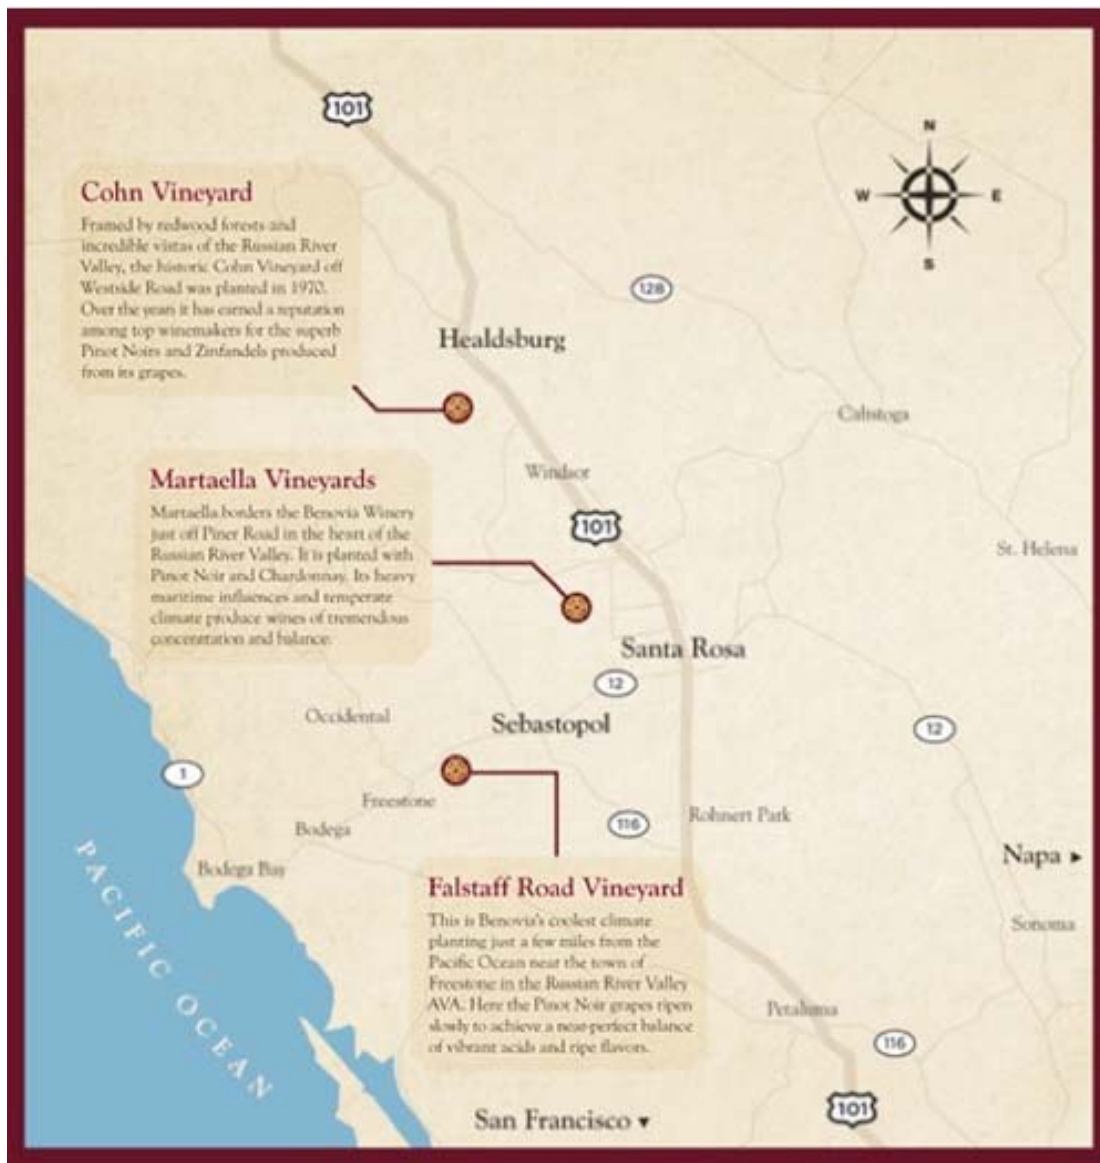 101
N
W
E
S
Cohn Vineyard
Framed by redwood forests and
incredible vistas of the Russian River
Valley, the historic Cohn Vineyard off
Westside Road was planted in 1970.
Over the years it has earned a reputation
among top winemakers for the superb
Pinot Noirs and Zinfandels produced
from its grapes.
128
Healdsburg
Calistoga
Windsor
Martaella Vineyards
Martaella borders the Benovia Winery
just off Piner Road in the heart of the
Russian River Valley. It is planted with
Pinot Noir and Chardonnay. Its heavy
maritime influences and temperate
climate produce wines of tremendous
concentration and balance.
101
St. Helena
Santa Rosa
12
Occidental
Sebastopol
12
1
Freestone
116
Rohnert Park
Bodega
Bodega Bay
Napa
PACIFIC OCEAN
Falstaff Road Vineyard
This is Benovia's coolest climate
planting just a few miles from the
Pacific Ocean near the town of
Freestone in the Russian River Valley
AVA. Here the Pinot Noir grapes ripen
slowly to achieve a near-perfect balance
of vibrant acids and ripe flavors.
Sonoma
Petaluma
116
101
San Francisco